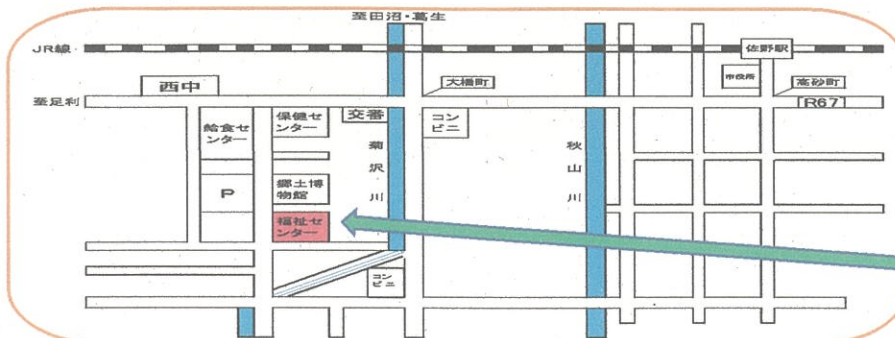 至田沼・葛生
JR線
佐野駅
西中
大橋町
市役所
高砂町
至足利
R67
給食セ
ンター
保健セ
ンター
交番
コン
ビニ
菊沢川
秋山川
P
郷土博
物館
福祉セ
ンター
コン
ビニ